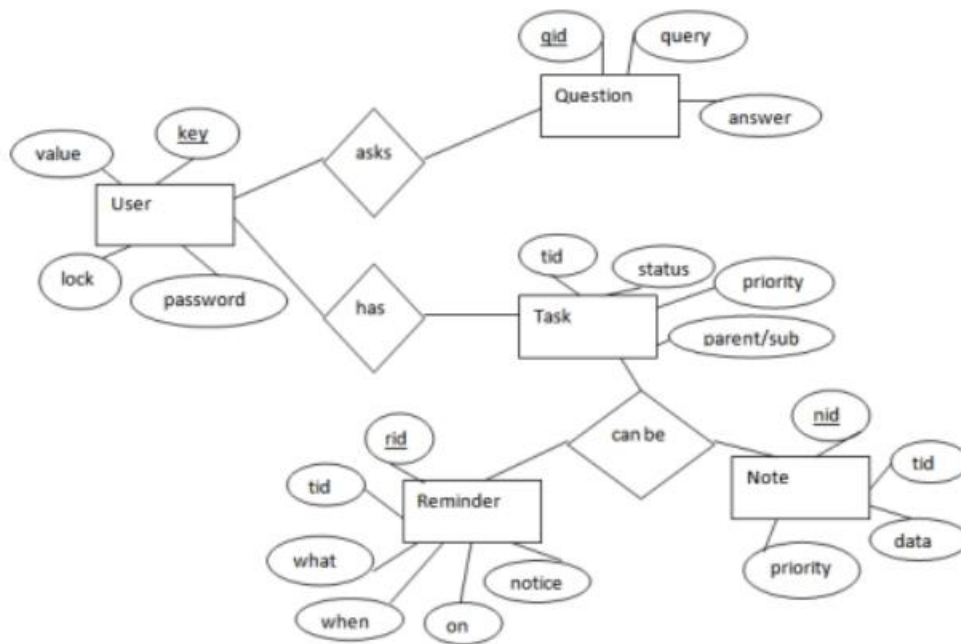 qid
query
Question
answer
asks
key
value
User
lock
password
has
tid
status
priority
Task
parent/sub
can be
nid
rid
tid
Note
tid
Reminder
data
what
notice
priority
when
on